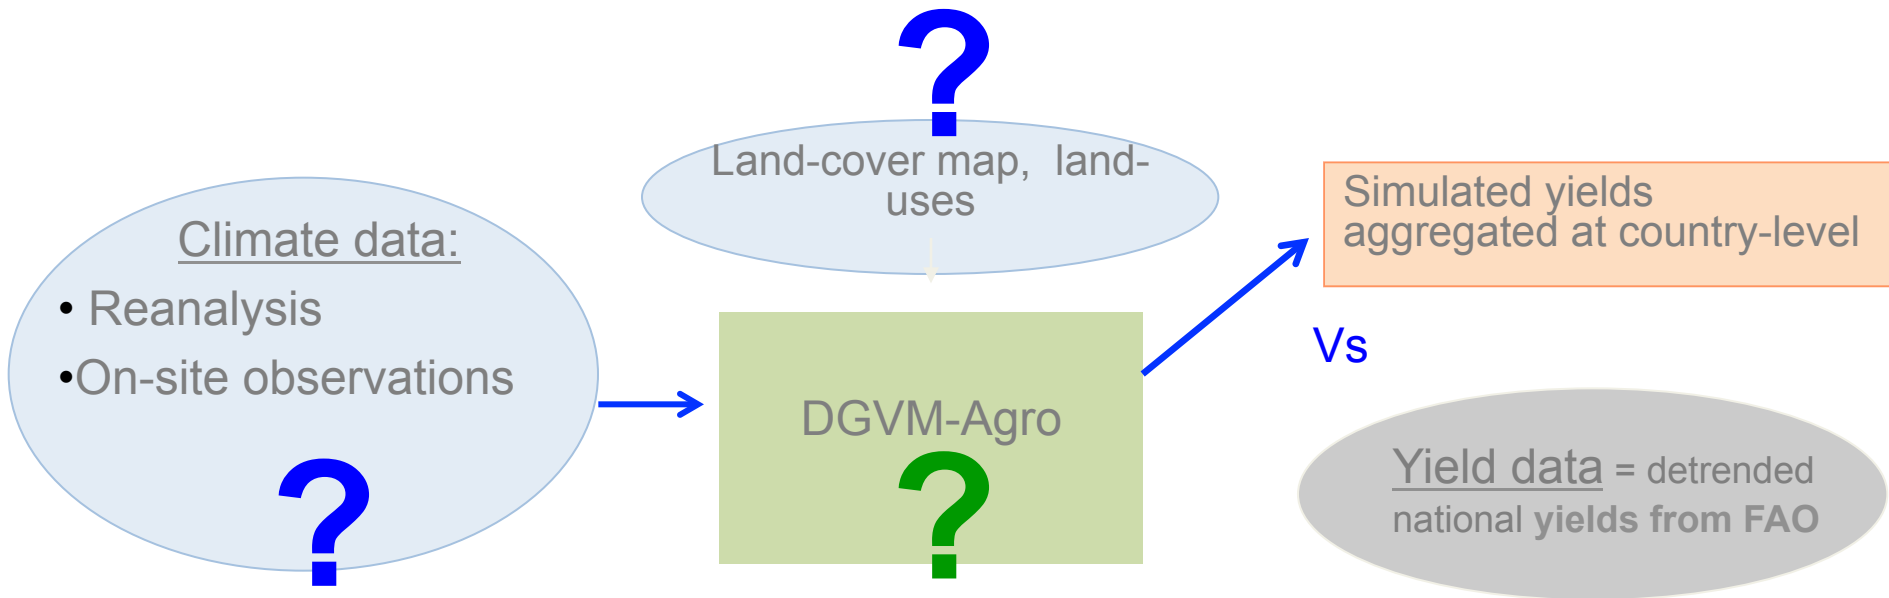 ?
Land-cover map, land-
uses
Climate data:
• Reanalysis
•On-site observations
?
DGVM-Agro
?
Simulated yields
aggregated at country-level
Vs
Yield data = detrended
national yields from FAO